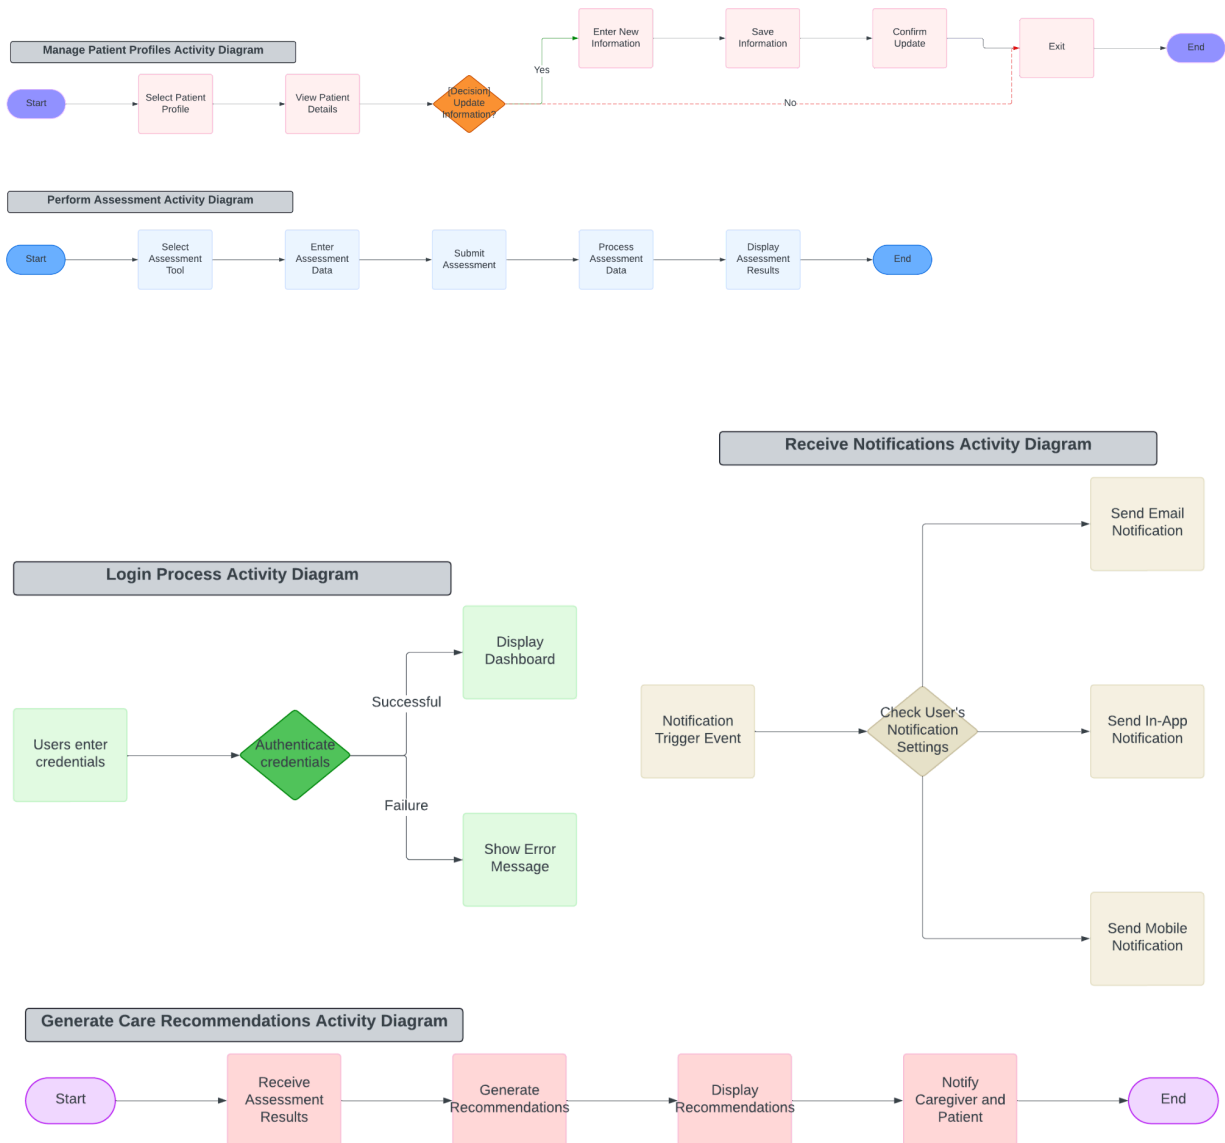 Manage Patient Profiles Activity Diagram
Start
Select Patient
Profile
View Patient
Details
[Decision]
Update
Information?
Yes
No
Enter New
Information
Save
Information
Confirm
Update
Exit
End
Perform Assessment Activity Diagram
Start
Select
Assessment
Tool
Enter
Assessment
Data
Submit
Assessment
Process
Assessment
Data
Display
Assessment
Results
End
Login Process Activity Diagram
Users enter
credentials
Authenticate
credentials
Successful
Failure
Display
Dashboard
Show Error
Message
Receive Notifications Activity Diagram
Notification
Trigger Event
Check User's
Notification
Settings
Send Email
Notification
Send In-App
Notification
Send Mobile
Notification
Generate Care Recommendations Activity Diagram
Start
Receive
Assessment
Results
Generate
Recommendations
Display
Recommendations
Notify
Caregiver and
Patient
End